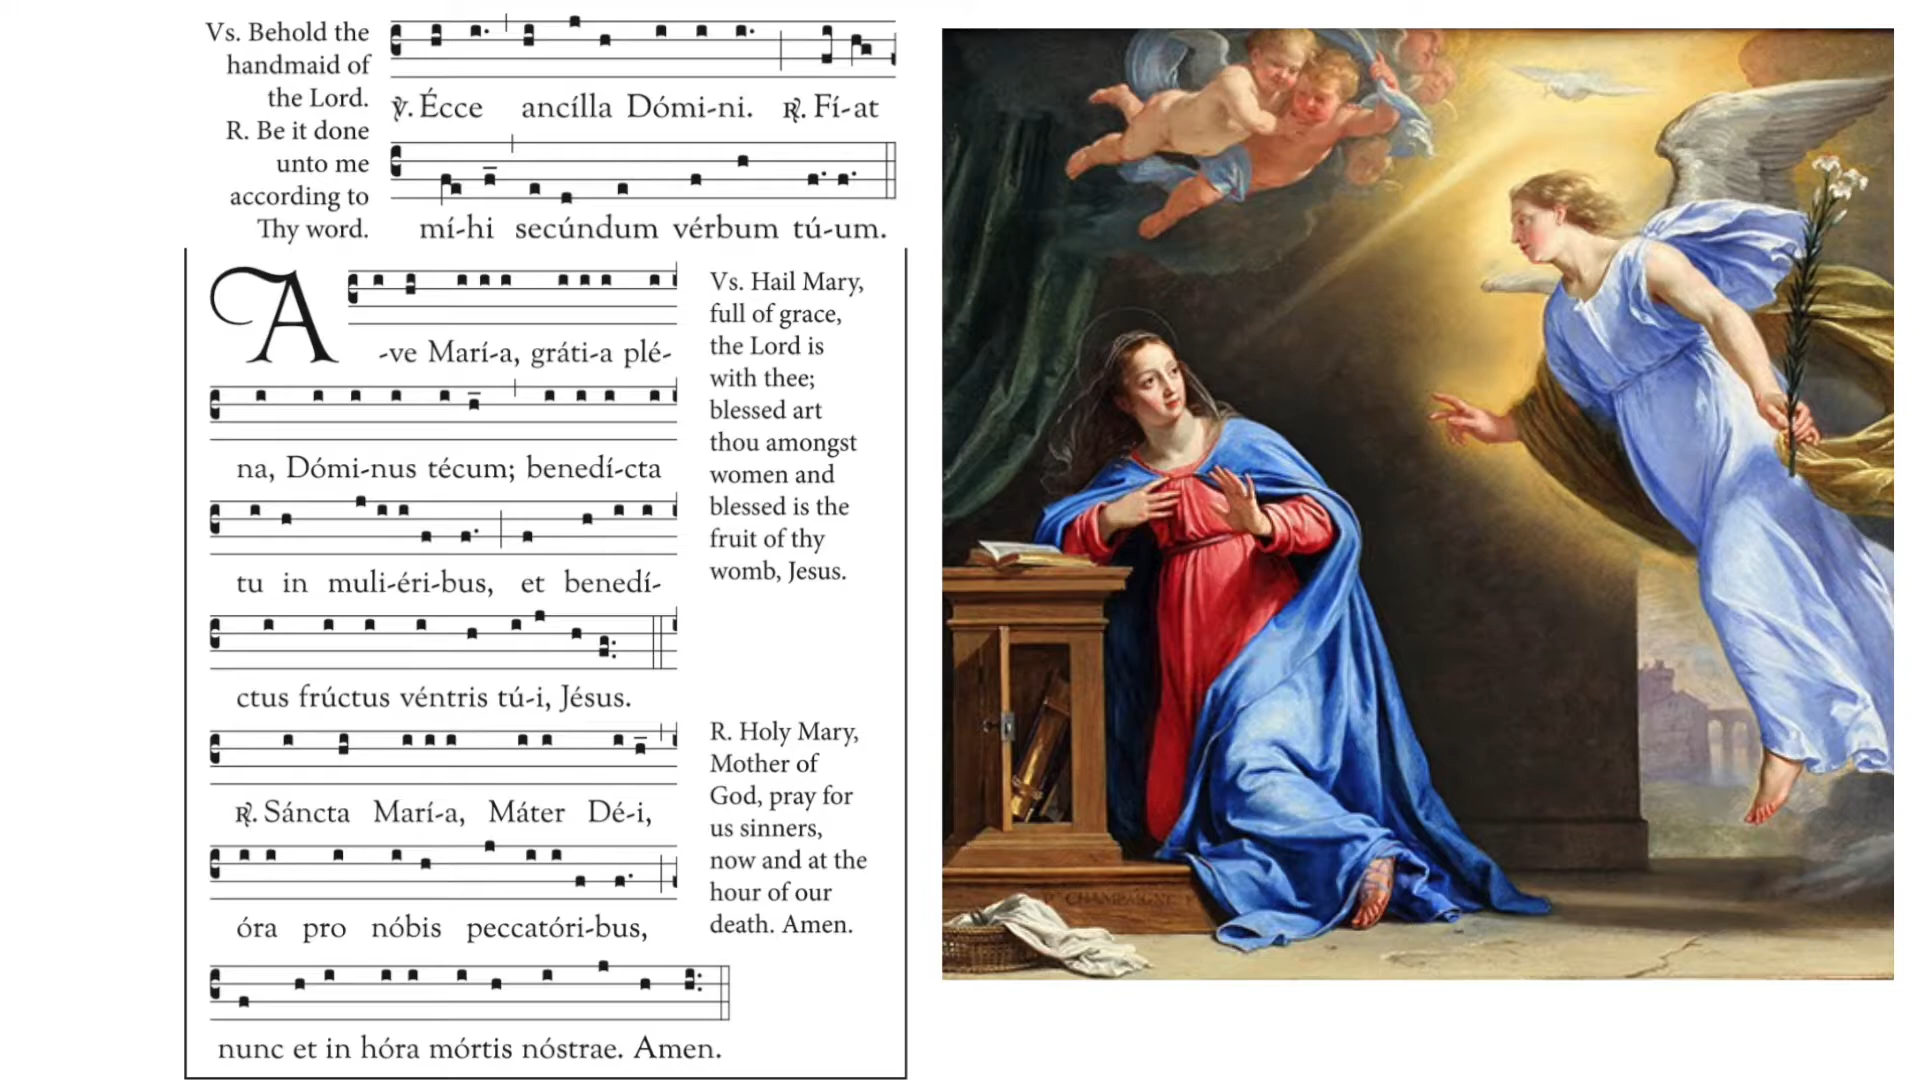 Vs. Behold the
handmaid of
the Lord.
R. Be it done
unto me
according to
Thy word.
℣. Écce ancílla Dómi-ni. ℟. Fí-at
mí-hi secúndum vérbum tú-um.
A-ve Marí-a, gráti-a plé-
na, Dómi-nus técum; benedí-cta
tu in muli-éri-bus, et benedí-
ctus frúctus véntris tú-i, Jésus.
Vs. Hail Mary,
full of grace,
the Lord is
with thee;
blessed art
thou amongst
women and
blessed is the
fruit of thy
womb, Jesus.
℟. Sáncta Marí-a, Máter Dé-i,
óra pro nóbis peccatóri-bus,
nunc et in hóra mórtis nóstrae. Amen.
R. Holy Mary,
Mother of
God, pray for
us sinners,
now and at the
hour of our
death. Amen.
CHAMPAIGNE